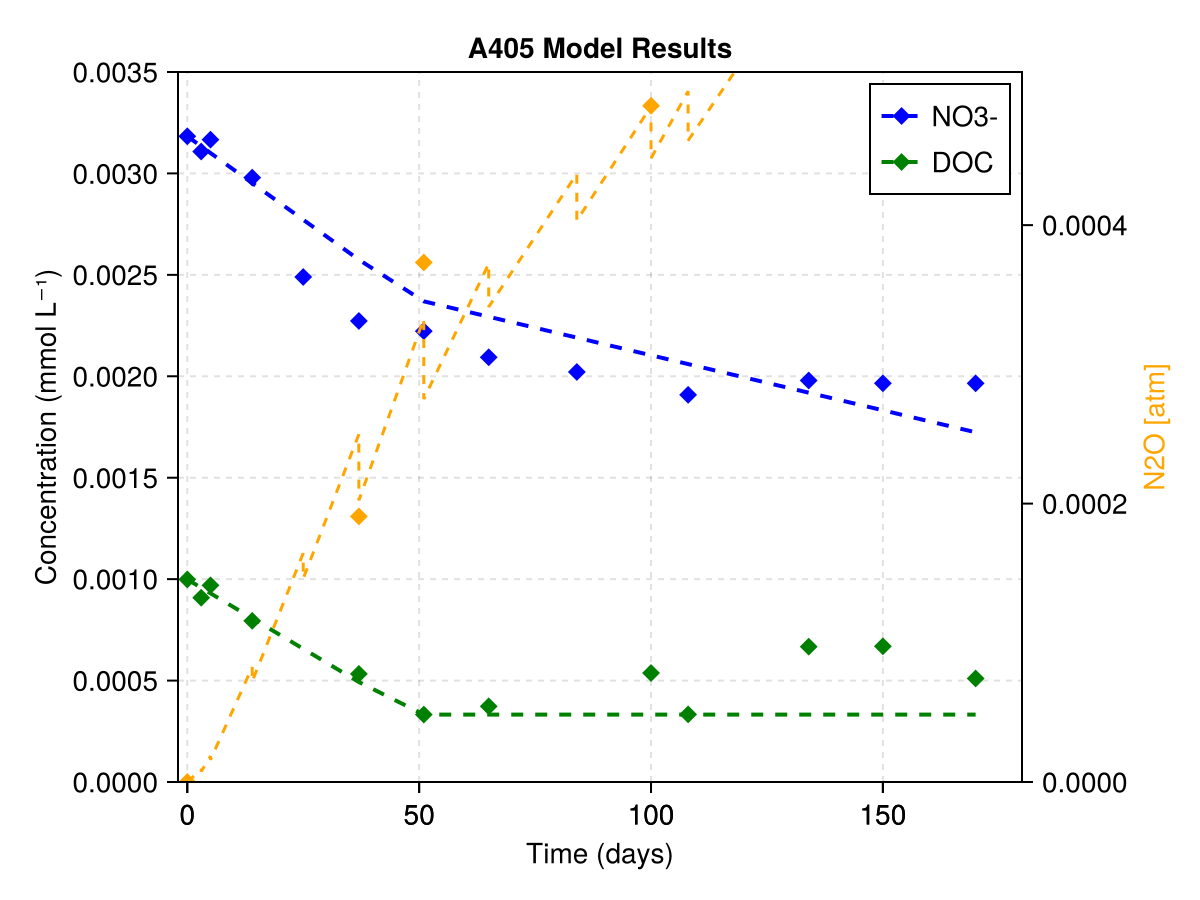 A405 Model Results
0.0035
0.0030
0.0025
0.0020
0.0015
0.0010
0.0005
0.0000
Concentration (mmol L⁻¹)
NO3-
DOC
0.0004
0.0002
0.0000
N2O [atm]
0 50 100 150
Time (days)